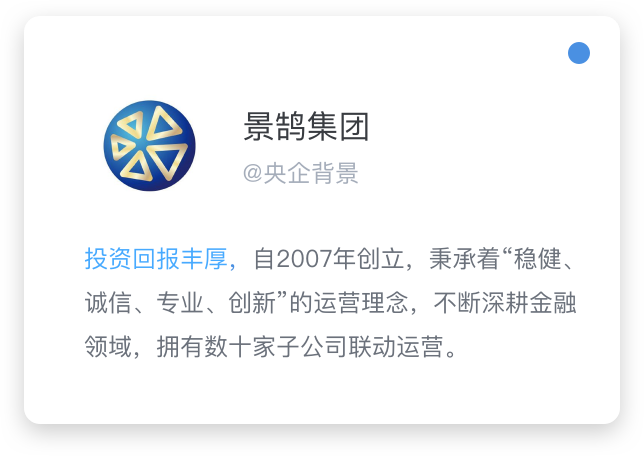 景鹄集团
@央企背景
投资回报丰厚，自2007年创立，秉承着“稳健、
诚信、专业、创新”的运营理念，不断深耕金融
领域，拥有数十家子公司联动运营。